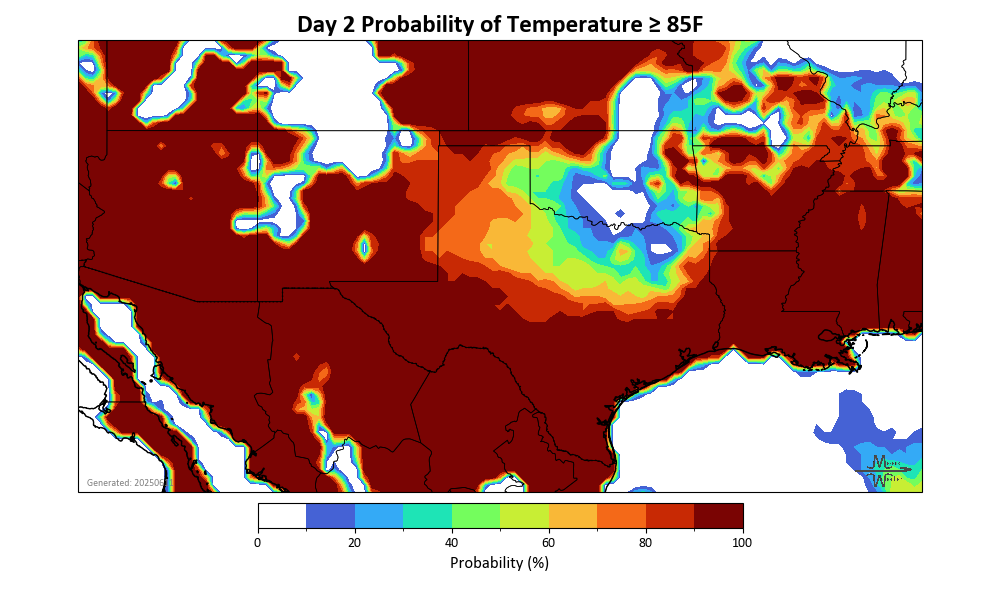 Day 2 Probability of Temperature ≥ 85F
Generated: 202506
0 20 40 60 80 100
Probability (%)